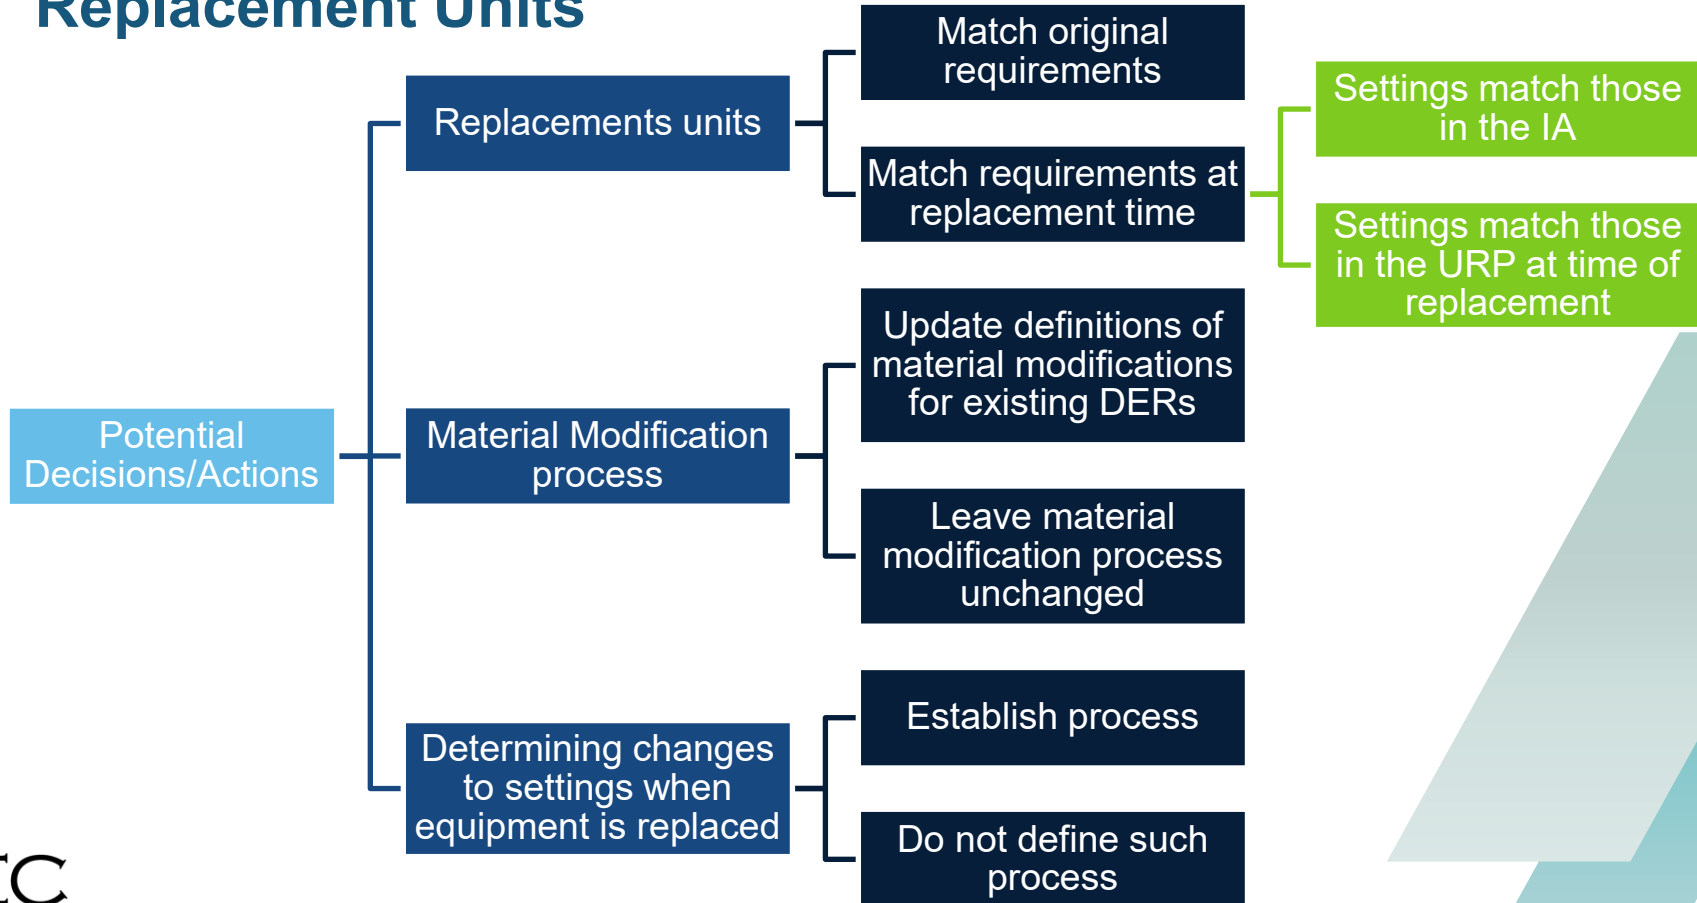 Replacement Units
Match original
requirements
Settings match those
in the IA
Replacements units
Match requirements at
replacement time
Settings match those
in the URP at time of
replacement
Update definitions of
material modifications
for existing DERs
Potential
Decisions/Actions
Material Modification
process
Leave material
modification process
unchanged
Establish process
Determining changes
to settings when
equipment is replaced
Do not define such
process